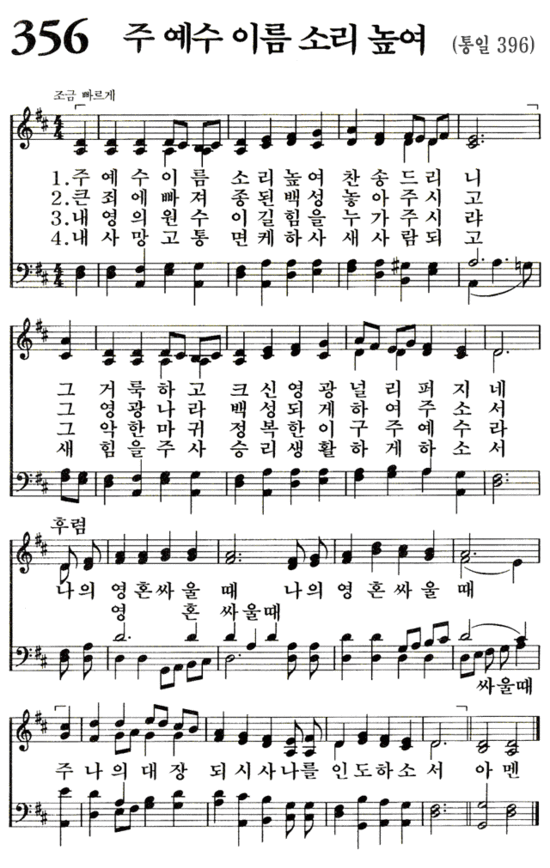 356 주 예수 이름 소리 높여 (통일 396)
조금 빠르게
1.주 예 수 이 름 소 리 높 여 찬 송 드 리 니
2.큰 죄 에 빠 져 종 된 백 성 놓 아 주 시 고
3.내 영 의 원 수 이 길 힘 을 누 가 주 시 랴
4.내 사 망 고 통 면 케 하 사 새 사 람 되 고
그 거 룩 하 고 크 신 영 광 널 리 퍼 지 네
그 영 광 나 라 백 성 되 게 하 여 주 소 서
그 악 한 마 귀 정 복 한 이 구 주 예 수 라
새 힘 을 주 사 승 리 생 활 하 게 하 소 서
후렴
나의 영 혼 싸 울 때 나 의 영 혼 싸 울 때
영 혼 싸울때
싸울때
주 나 의 대 장 되 시 사 나 를 인 도 하 소 서 아 멘